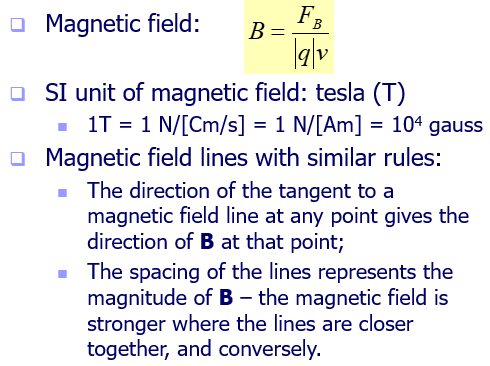 Magnetic field: B = F_B / |q|v
SI unit of magnetic field: tesla (T)
1T = 1 N/[Cm/s] = 1 N/[Am] = 10⁴ gauss
Magnetic field lines with similar rules:
The direction of the tangent to a
magnetic field line at any point gives the
direction of B at that point;
The spacing of the lines represents the
magnitude of B – the magnetic field is
stronger where the lines are closer
together, and conversely.